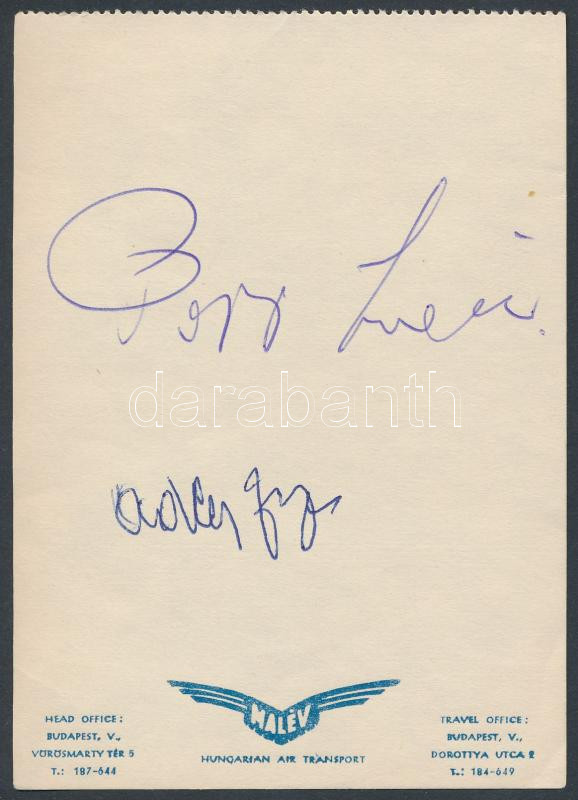 darabanth
MALÉV
HUNGARIAN AIR TRANSPORT
HEAD OFFICE:
BUDAPEST, V.,
VÖRÖSMARTY TÉR 5
T.: 187-644
TRAVEL OFFICE:
BUDAPEST, V.,
DOROTTYA UTCA 2
T.: 184-649